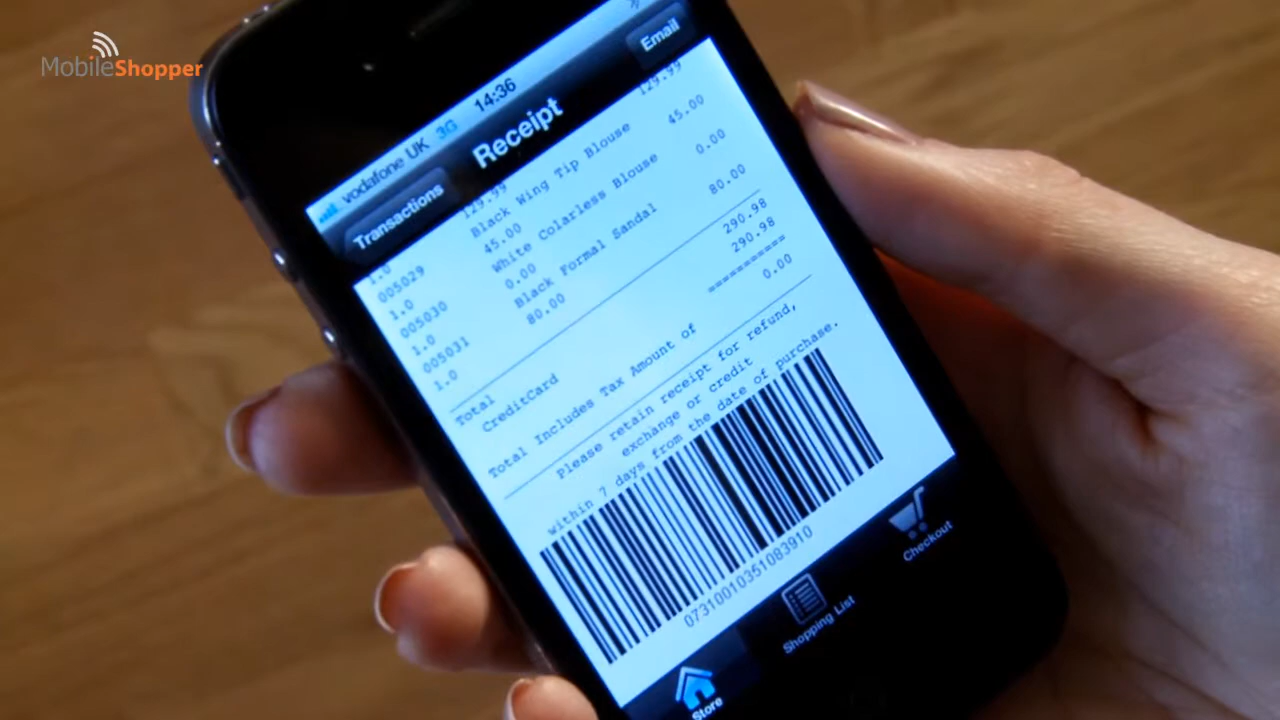 MobileShopper
vodafone UK 3G 14:36
Transactions Receipt Email
1.0 129.99 129.99
005029 Black Wing Tip Blouse
1.0 45.00 45.00
005030 White Colarless Blouse
1.0 0.00 0.00
005031 Black Formal Sandal
1.0 80.00 80.00
Total 290.98
CreditCard 290.98
==========
Total Includes Tax Amount of 0.00
Please retain receipt for refund,
exchange or credit
within 7 days from the date of purchase.
07310010351083910
Store Shopping List Checkout